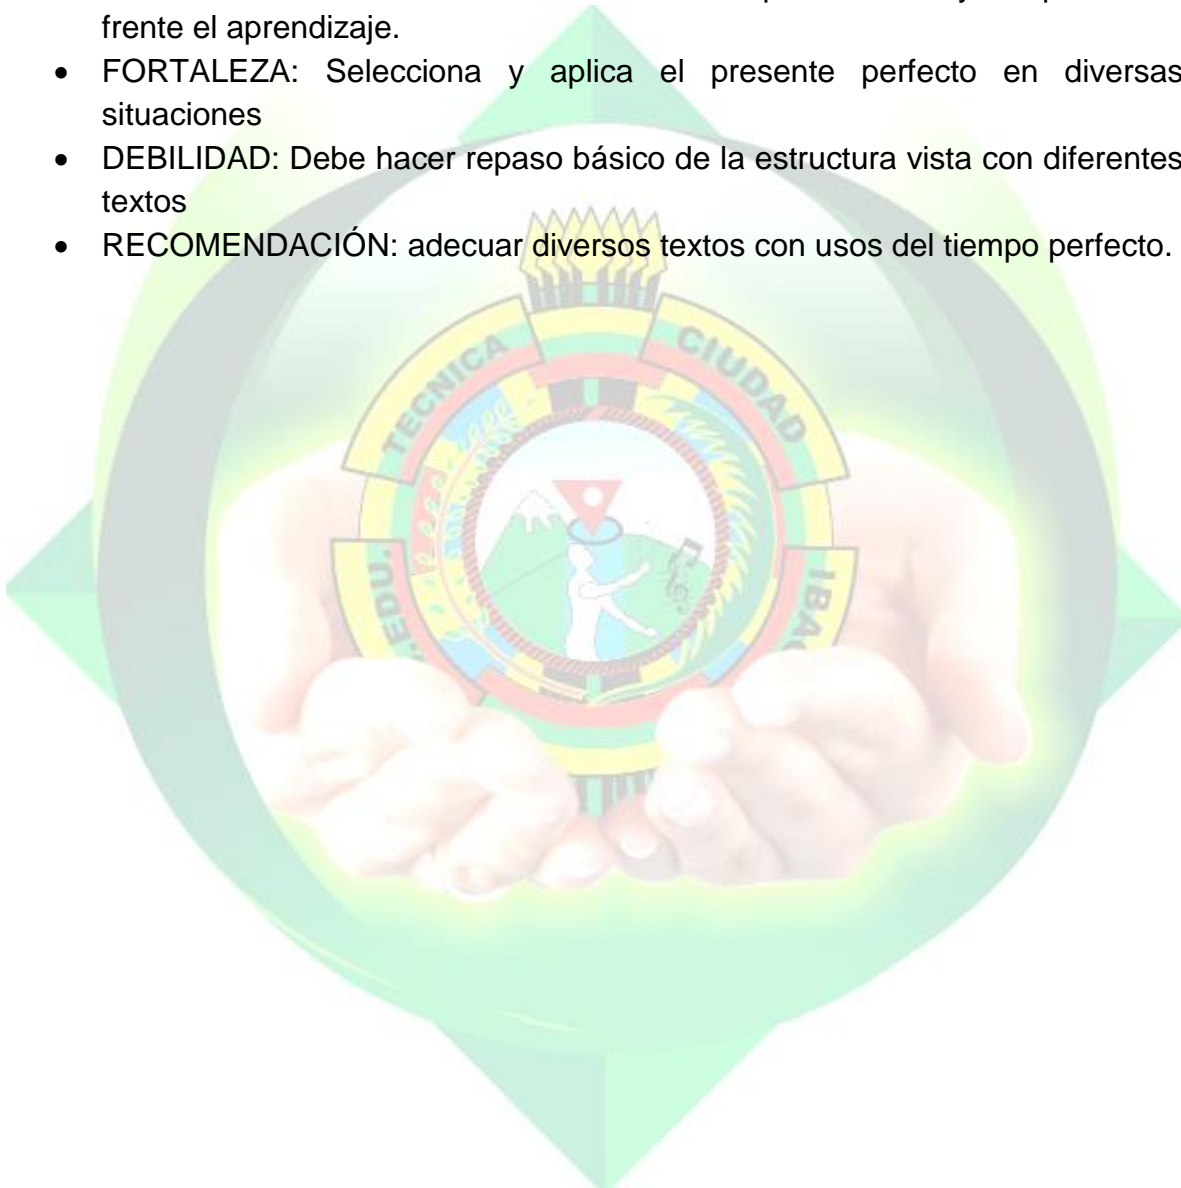 frente el aprendizaje.
• FORTALEZA: Selecciona y aplica el presente perfecto en diversas
situaciones
• DEBILIDAD: Debe hacer repaso básico de la estructura vista con diferentes
textos
• RECOMENDACIÓN: adecuar diversos textos con usos del tiempo perfecto.
TECNICA
CIUDAD
EDU.